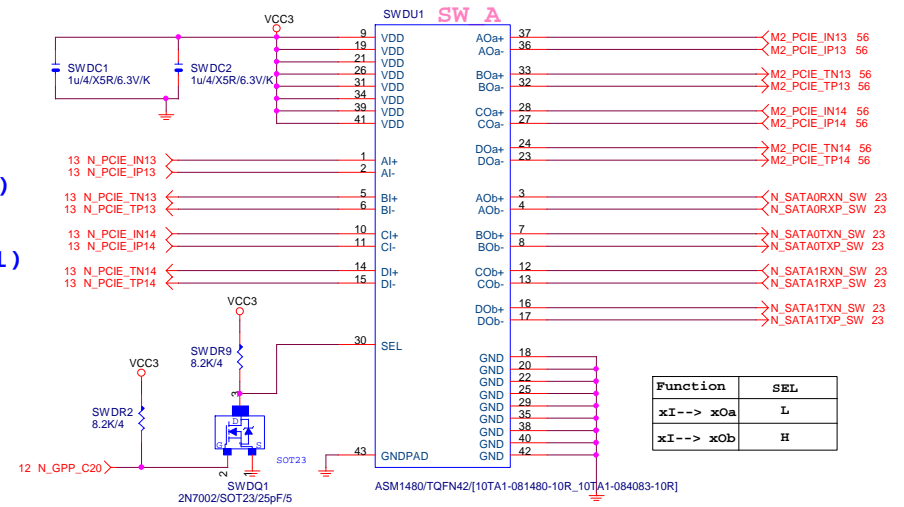 SWDU1 SW_A
VCC3
SWDC1
1u/4/X5R/6.3V/K
SWDC2
1u/4/X5R/6.3V/K
9 VDD
19 VDD
21 VDD
26 VDD
31 VDD
34 VDD
39 VDD
41 VDD
AOa+ 37 M2_PCIE_IN13 56
AOa- 36 M2_PCIE_IP13 56
BOa+ 33 M2_PCIE_TN13 56
BOa- 32 M2_PCIE_TP13 56
COa+ 28 M2_PCIE_IN14 56
COa- 27 M2_PCIE_IP14 56
DOa+ 24 M2_PCIE_TN14 56
DOa- 23 M2_PCIE_TP14 56
13 N_PCIE_IN13 1 AI+
13 N_PCIE_IP13 2 AI-
)
13 N_PCIE_TN13 5 BI+
13 N_PCIE_TP13 6 BI-
13 N_PCIE_IN14 10 CI+
13 N_PCIE_IP14 11 CI-
L)
13 N_PCIE_TN14 14 DI+
13 N_PCIE_TP14 15 DI-
AOb+ 3 N_SATA0RXN_SW 23
AOb- 4 N_SATA0RXP_SW 23
BOb+ 7 N_SATA0TXN_SW 23
BOb- 8 N_SATA0TXP_SW 23
COb+ 12 N_SATA1RXN_SW 23
COb- 13 N_SATA1RXP_SW 23
DOb+ 16 N_SATA1TXN_SW 23
DOb- 17 N_SATA1TXP_SW 23
VCC3
SWDR9
8.2K/4
30 SEL
VCC3
SWDR2
8.2K/4
3
D
G S
2 1
SOT23
12 N_GPP_C20
SWDQ1
2N7002/SOT23/25pF/5
43 GNDPAD
GND 18
GND 20
GND 22
GND 25
GND 29
GND 35
GND 38
GND 40
GND 42
ASM1480/TQFN42/[10TA1-081480-10R_10TA1-084083-10R]
Function SEL
xI--> xOa L
xI--> xOb H